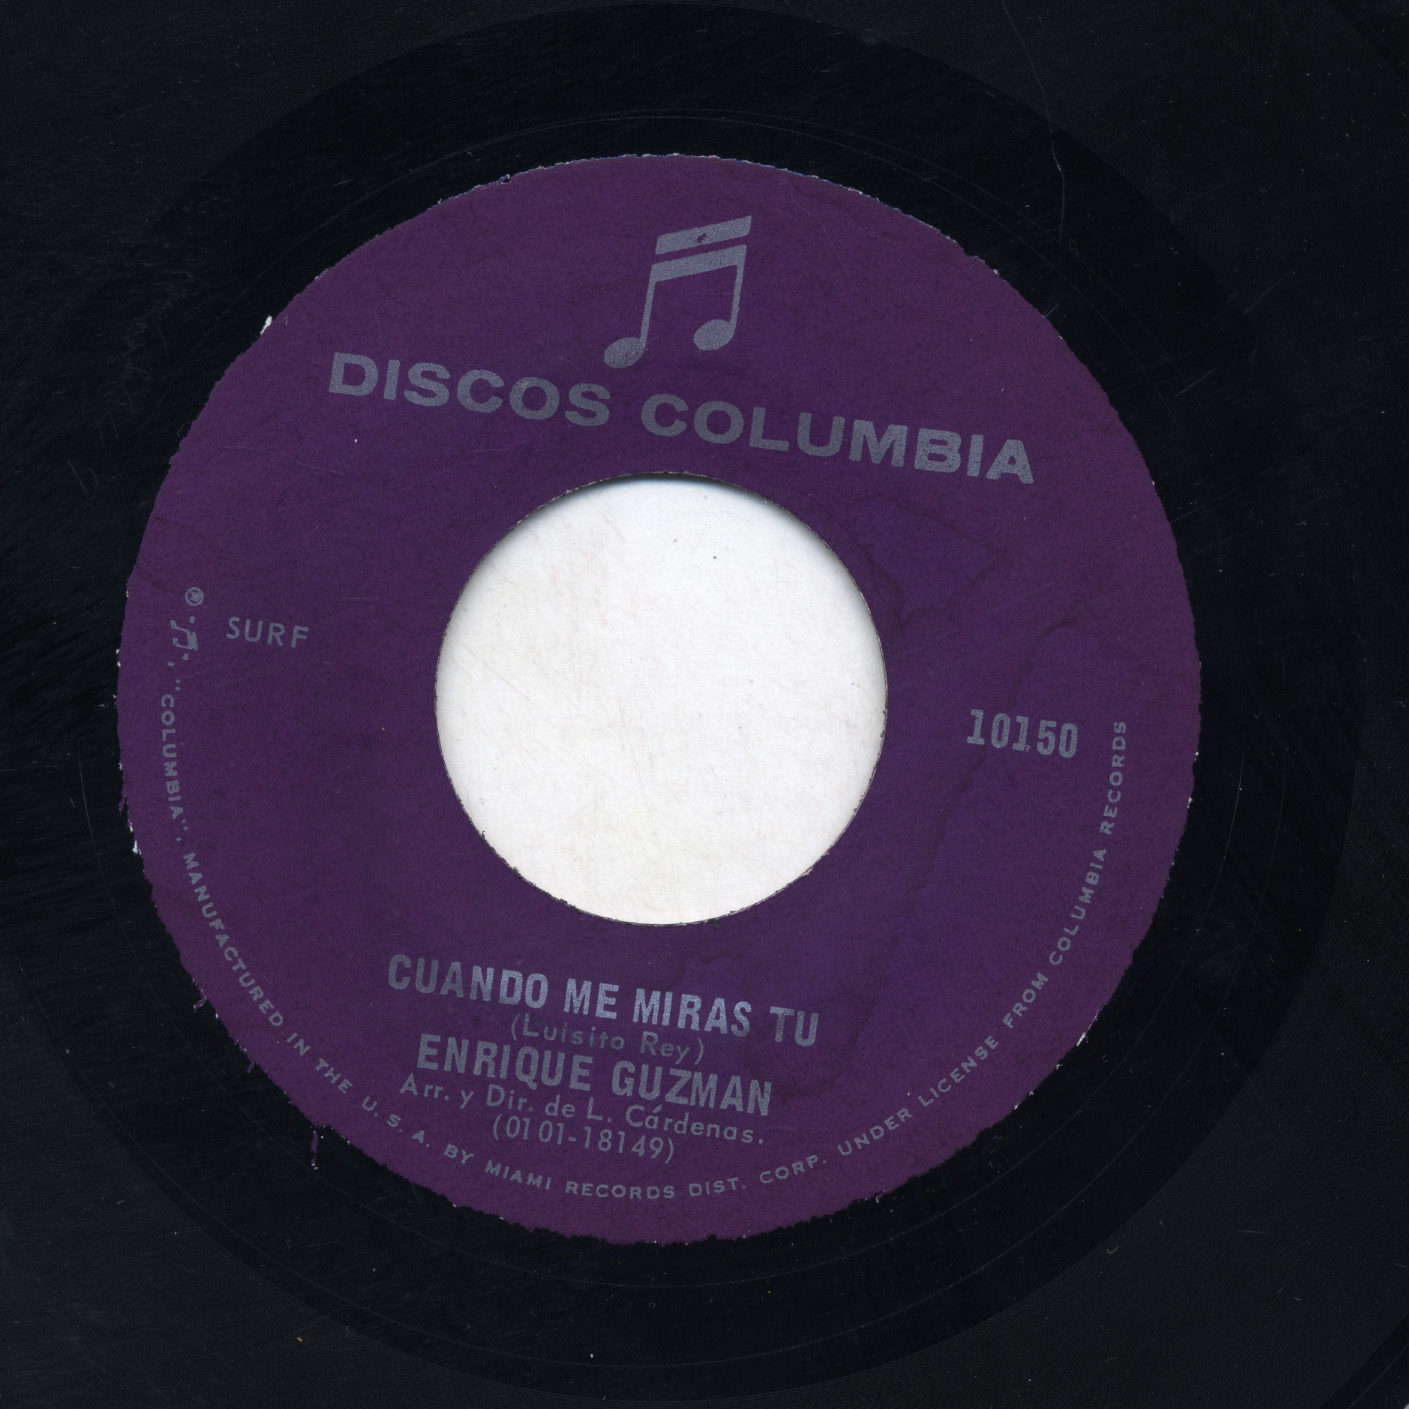 DISCOS COLUMBIA
SURF
10150
CUANDO ME MIRAS TU
(Luisito Rey)
ENRIQUE GUZMAN
Arr. y Dir. de L. Cárdenas.
(0101-18149)
® "♫", "COLUMBIA", MANUFACTURED IN THE U.S.A. BY MIAMI RECORDS DIST. CORP. UNDER LICENSE FROM COLUMBIA RECORDS